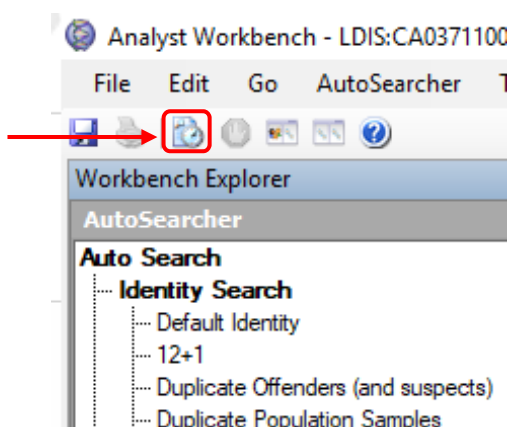 Analyst Workbench - LDIS:CA0371100
File Edit Go AutoSearcher
Workbench Explorer
AutoSearcher
Auto Search
Identity Search
Default Identity
12+1
Duplicate Offenders (and suspects)
Duplicate Population Samples